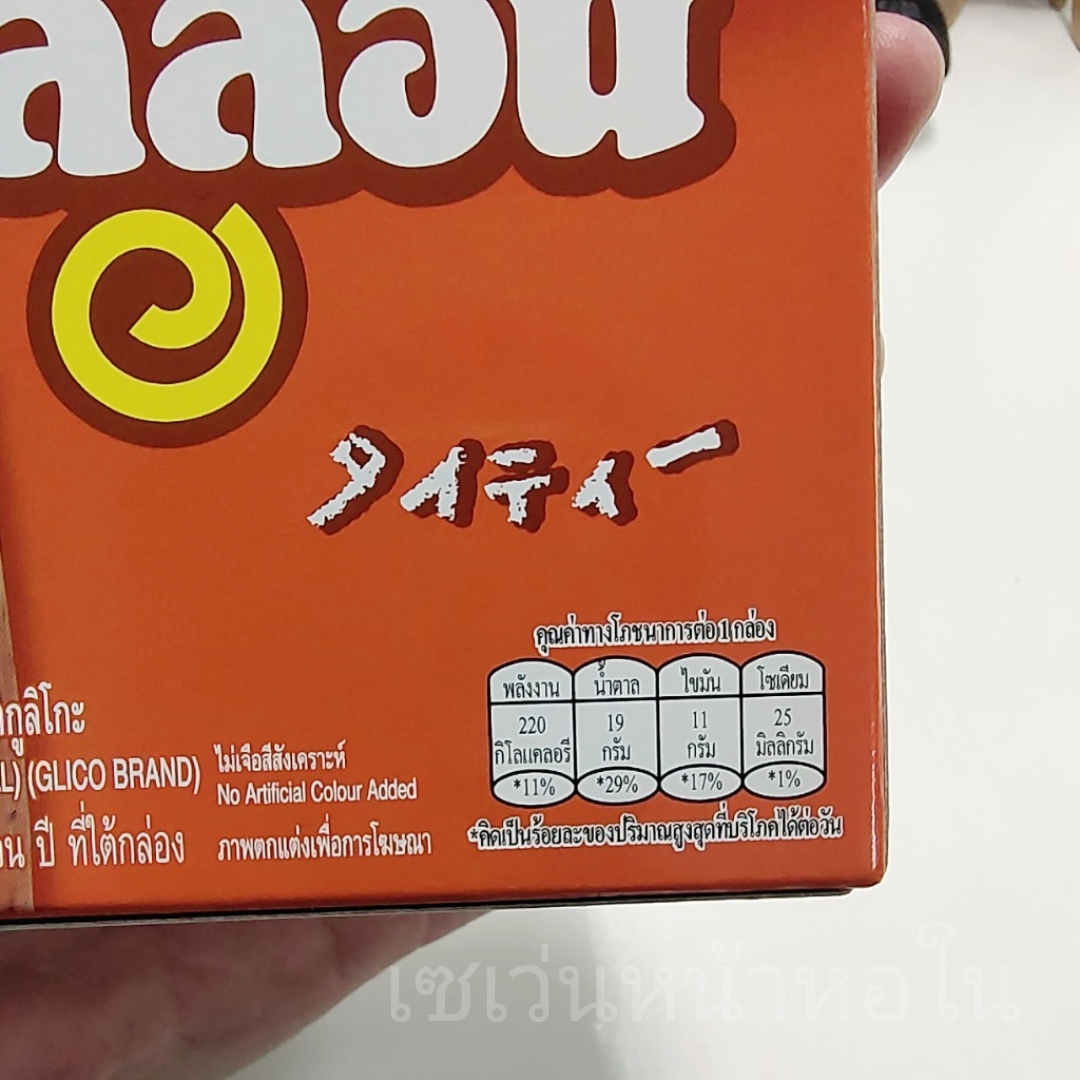 คอลลอน
タイティー
คุณค่าทางโภชนาการต่อ 1 กล่อง
พลังงาน น้ำตาล ไขมัน โซเดียม
220 19 11 25
กิโลแคลอรี กรัม กรัม มิลลิกรัม
*11% *29% *17% *1%
*คิดเป็นร้อยละของปริมาณสูงสุดที่บริโภคได้ต่อวัน
กูลิโกะ
(GLICO BRAND)
ปี ที่ใต้กล่อง
ไม่เจือสีสังเคราะห์
No Artificial Colour Added
ภาพตกแต่งเพื่อการโฆษณา
เซเว่นหน้าหอใน